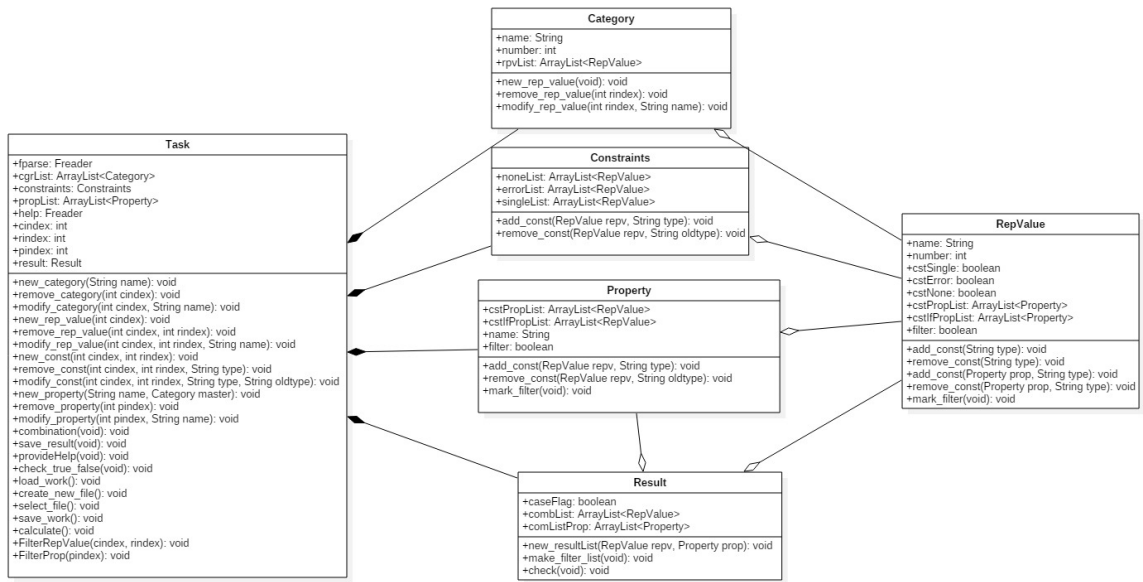 Category
+name: String
+number: int
+rpvList: ArrayList<RepValue>
+new_rep_value(void): void
+remove_rep_value(int rindex): void
+modify_rep_value(int rindex, String name): void
Task
+fparse: Freader
+cgrList: ArrayList<Category>
+constraints: Constraints
+propList: ArrayList<Property>
+help: Freader
+cindex: int
+rindex: int
+pindex: int
+result: Result
+new_category(String name): void
+remove_category(int cindex): void
+modify_category(int cindex, String name): void
+new_rep_value(int cindex): void
+remove_rep_value(int cindex, int rindex): void
+modify_rep_value(int cindex, int rindex, String name): void
+new_const(int cindex, int rindex): void
+remove_const(int cindex, int rindex, String type): void
+modify_const(int cindex, int rindex, String type, String oldtype): void
+new_property(String name, Category master): void
+remove_property(int pindex): void
+modify_property(int pindex, String name): void
+combination(void): void
+save_result(void): void
+provideHelp(void): void
+check_true_false(void): void
+load_work(): void
+create_new_file(): void
+select_file(): void
+save_work(): void
+calculate(): void
+FilterRepValue(cindex, rindex): void
+FilterProp(pindex): void
Constraints
+noneList: ArrayList<RepValue>
+errorList: ArrayList<RepValue>
+singleList: ArrayList<RepValue>
+add_const(RepValue repv, String type): void
+remove_const(RepValue repv, String oldtype): void
Property
+cstPropList: ArrayList<RepValue>
+cstIfPropList: ArrayList<RepValue>
+name: String
+filter: boolean
+add_const(RepValue repv, String type): void
+remove_const(RepValue repv, String oldtype): void
+mark_filter(void): void
RepValue
+name: String
+number: int
+cstSingle: boolean
+cstError: boolean
+cstNone: boolean
+cstPropList: ArrayList<Property>
+cstIfPropList: ArrayList<Property>
+filter: boolean
+add_const(String type): void
+remove_const(String type): void
+add_const(Property prop, String type): void
+remove_const(Property prop, String type): void
+mark_filter(void): void
Result
+caseFlag: boolean
+combList: ArrayList<RepValue>
+comListProp: ArrayList<Property>
+new_resultList(RepValue repv, Property prop): void
+make_filter_list(void): void
+check(void): void